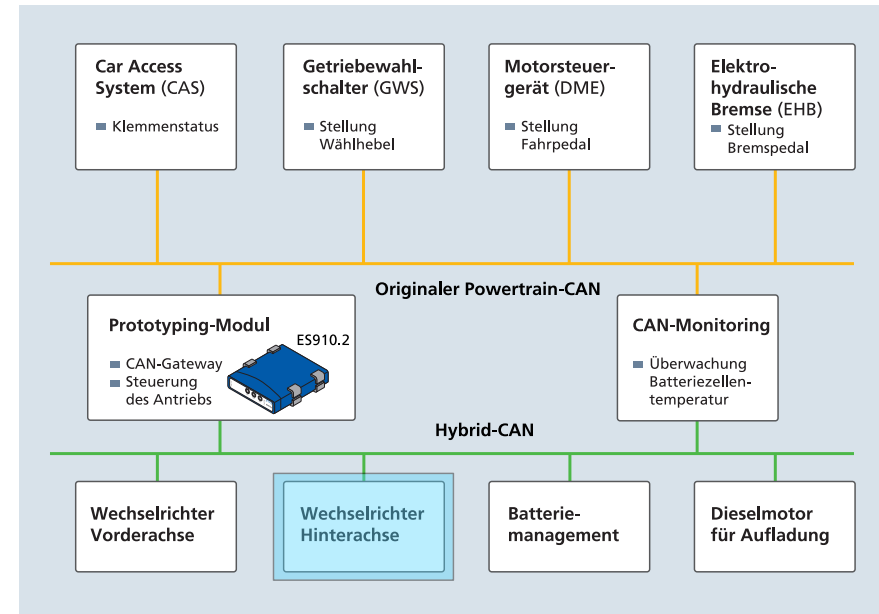 Car Access
System (CAS)
Klemmenstatus
Getriebewahl-
schalter (GWS)
Stellung
Wählhebel
Motorsteuer-
gerät (DME)
Stellung
Fahrpedal
Elektro-
hydraulische
Bremse (EHB)
Stellung
Bremspedal
Originaler Powertrain-CAN
Prototyping-Modul
ES910.2
CAN-Gateway
Steuerung
des Antriebs
CAN-Monitoring
Überwachung
Batteriezellen-
temperatur
Hybrid-CAN
Wechselrichter
Vorderachse
Wechselrichter
Hinterachse
Batterie-
management
Dieselmotor
für Aufladung